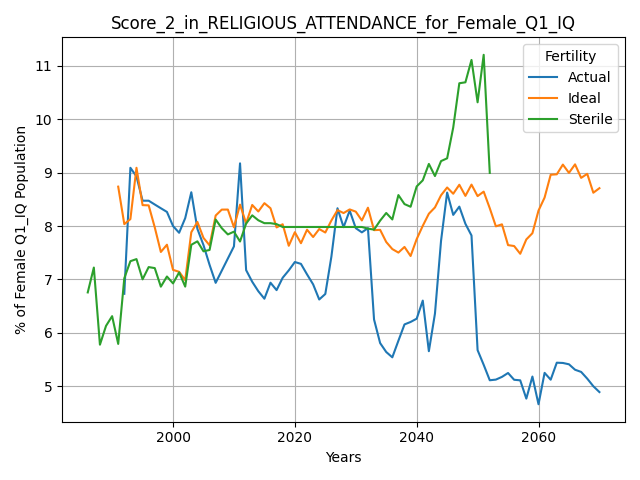 Score_2_in_RELIGIOUS_ATTENDANCE_for_Female_Q1_IQ
Fertility
Actual
Ideal
Sterile
% of Female Q1_IQ Population
11
10
9
8
7
6
5
2000 2020 2040 2060
Years